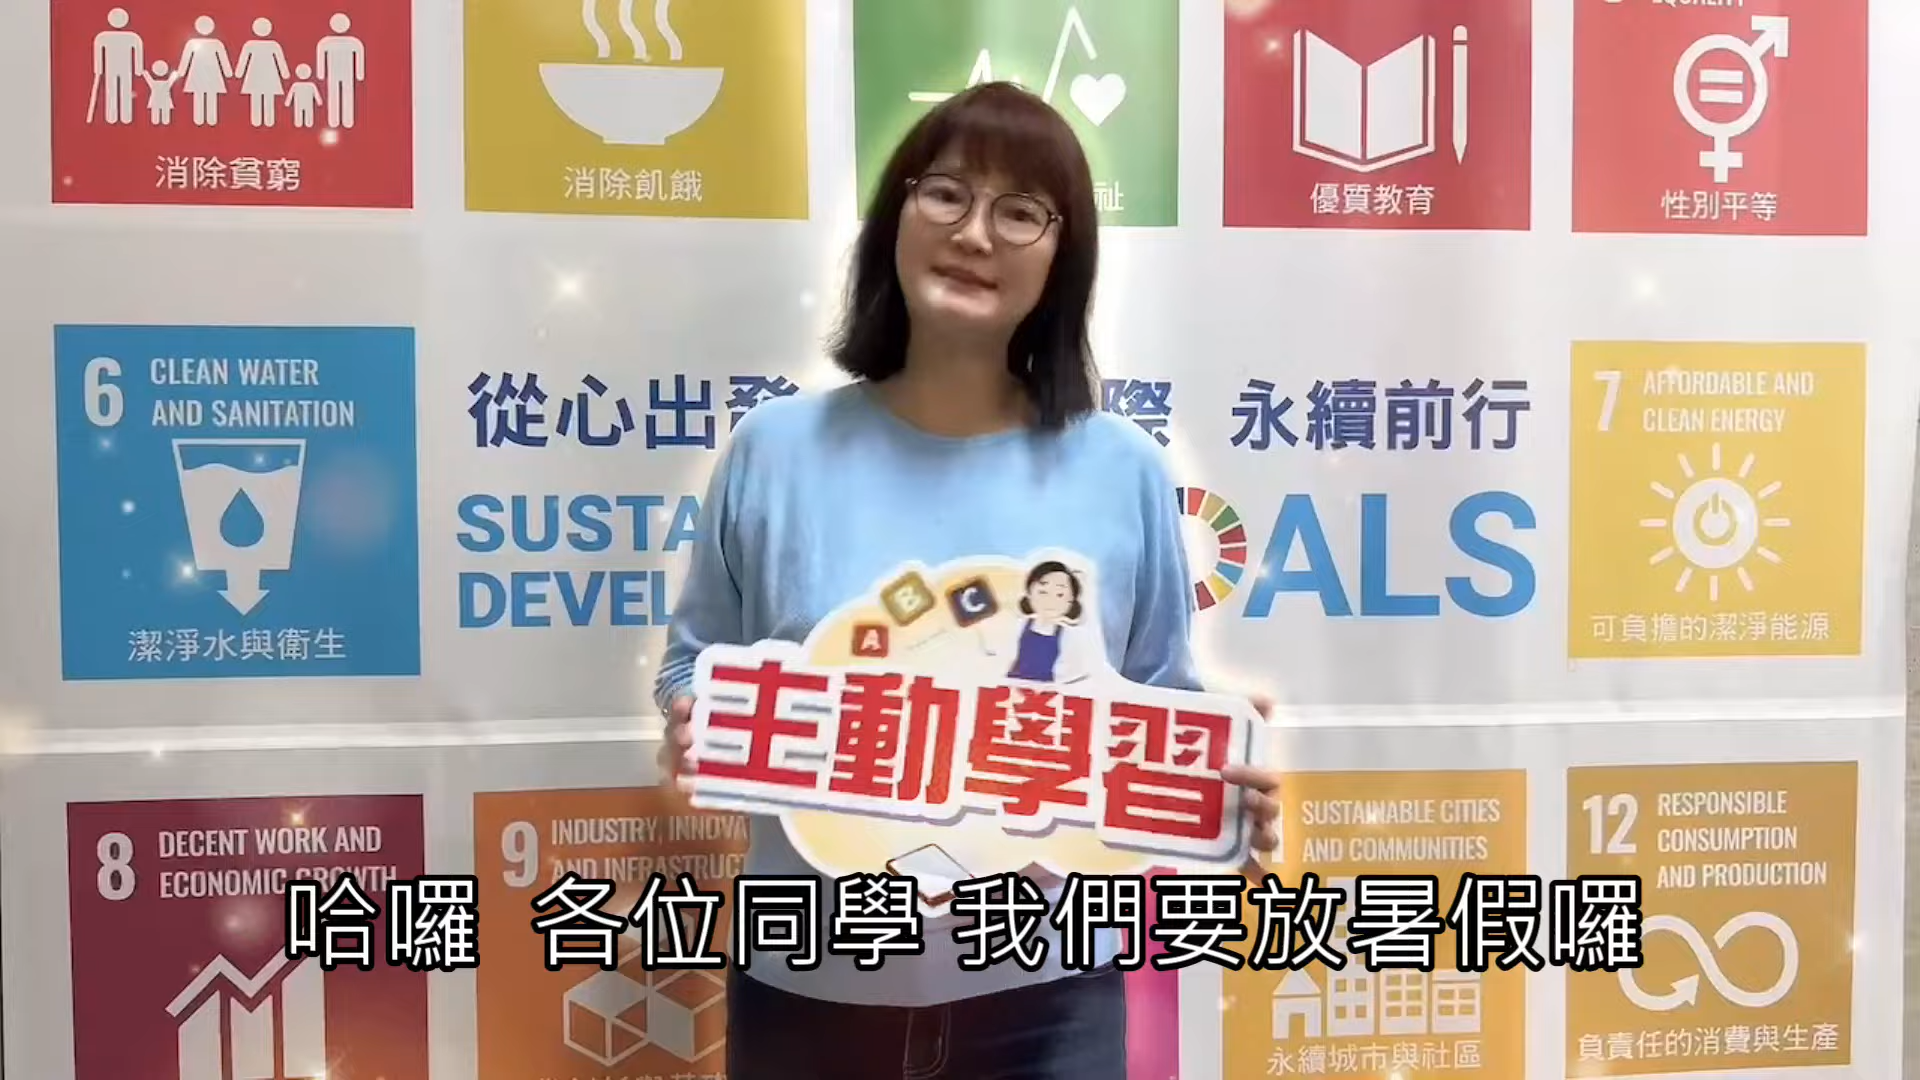 消除貧窮
消除飢餓
祉
優質教育
性別平等
6 CLEAN WATER
AND SANITATION
潔淨水與衛生
從心出發 際 永續前行
SUSTA
DEVEL
ALS
7 AFFORDABLE AND
CLEAN ENERGY
可負擔的潔淨能源
A B C
主動學習
8 DECENT WORK AND
ECONOMIC GROWTH
9 INDUSTRY, INNOVA
AND INFRASTRUCT
SUSTAINABLE CITIES
AND COMMUNITIES
永續城市與社區
12 RESPONSIBLE
CONSUMPTION
AND PRODUCTION
負責任的消費與生產
哈囉 各位同學 我們要放暑假囉